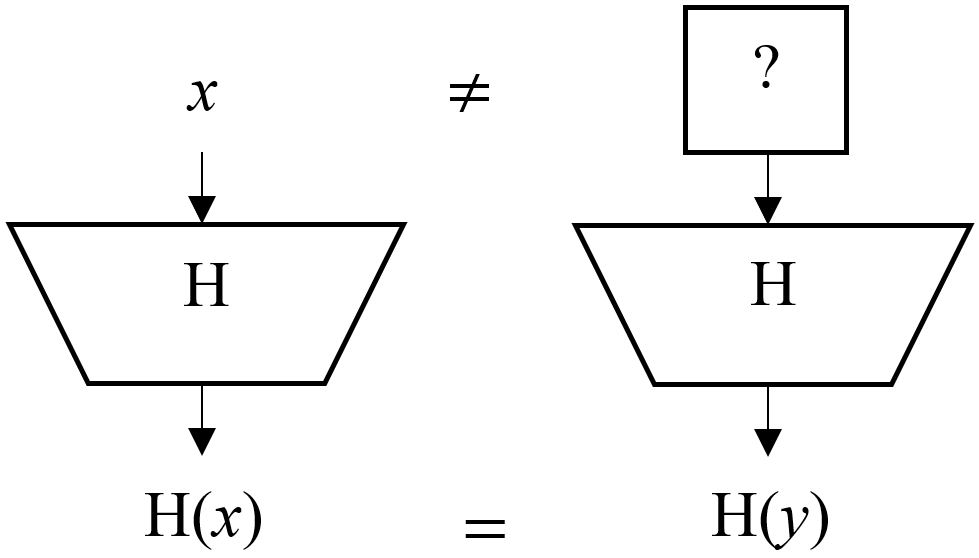 x ≠ ?
H H
H(x) = H(y)